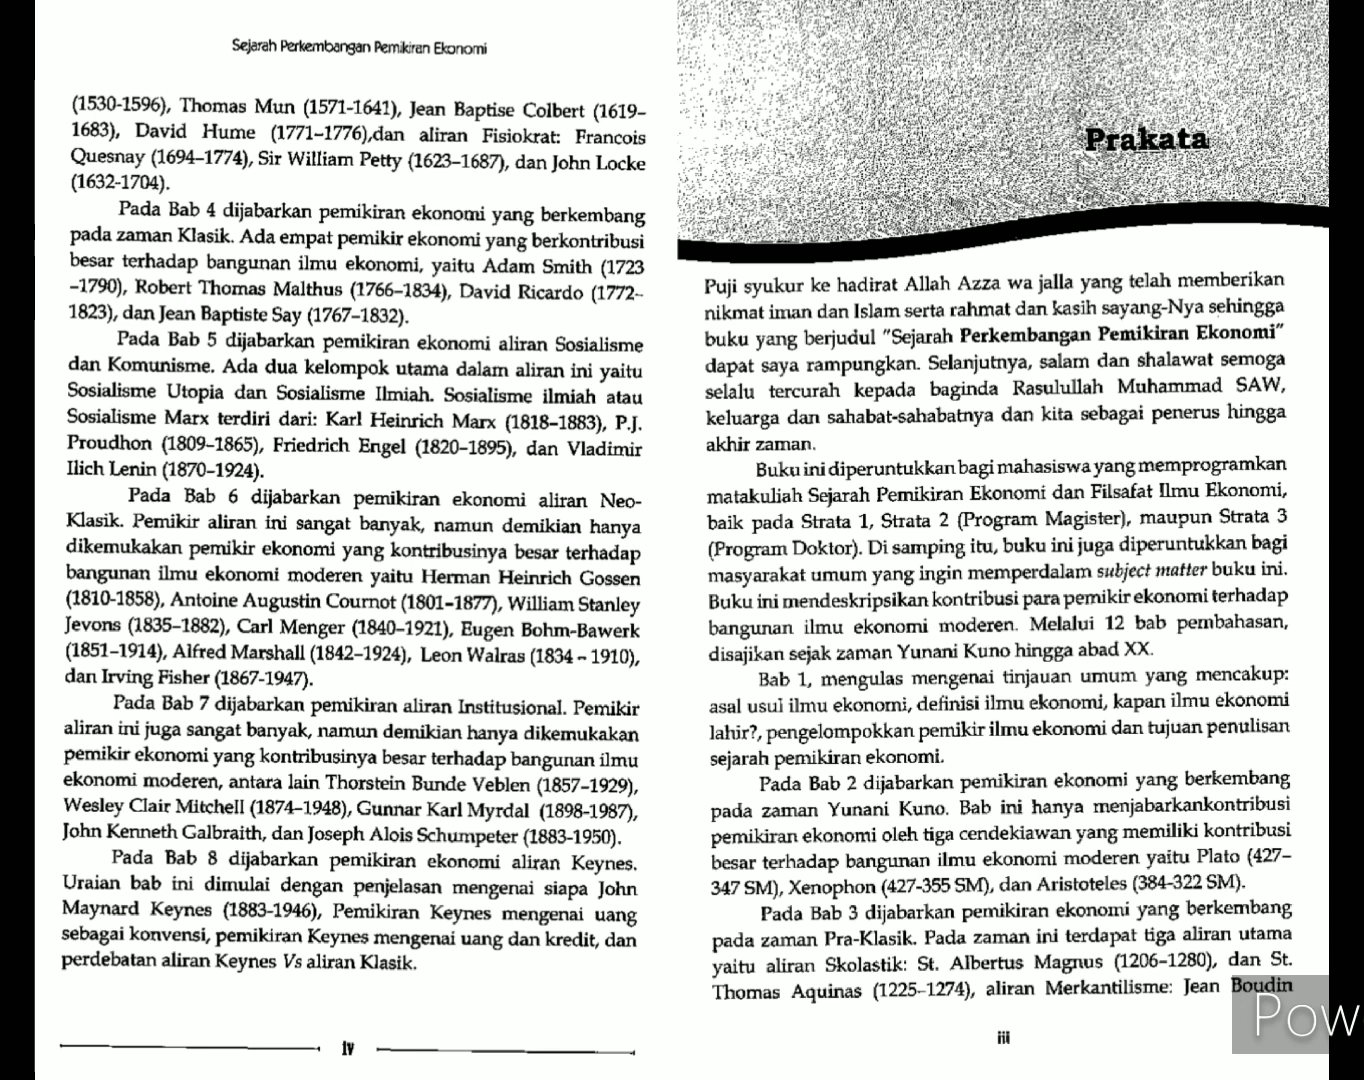 Sejarah Perkembangan Pemikiran Ekonomi
(1530-1596), Thomas Mun (1571-1641), Jean Baptise Colbert (1619–
1683), David Hume (1771–1776),dan aliran Fisiokrat: Francois
Quesnay (1694–1774), Sir William Petty (1623–1687), dan John Locke
(1632-1704).
Pada Bab 4 dijabarkan pemikiran ekonomi yang berkembang
pada zaman Klasik. Ada empat pemikir ekonomi yang berkontribusi
besar terhadap bangunan ilmu ekonomi, yaitu Adam Smith (1723
–1790), Robert Thomas Malthus (1766–1834), David Ricardo (1772–
1823), dan Jean Baptiste Say (1767–1832).
Pada Bab 5 dijabarkan pemikiran ekonomi aliran Sosialisme
dan Komunisme. Ada dua kelompok utama dalam aliran ini yaitu
Sosialisme Utopia dan Sosialisme Ilmiah. Sosialisme ilmiah atau
Sosialisme Marx terdiri dari: Karl Heinrich Marx (1818–1883), P.J.
Proudhon (1809–1865), Friedrich Engel (1820–1895), dan Vladimir
Ilich Lenin (1870–1924).
Pada Bab 6 dijabarkan pemikiran ekonomi aliran Neo-
Klasik. Pemikir aliran ini sangat banyak, namun demikian hanya
dikemukakan pemikir ekonomi yang kontribusinya besar terhadap
bangunan ilmu ekonomi moderen yaitu Herman Heinrich Gossen
(1810-1858), Antoine Augustin Cournot (1801–1877), William Stanley
Jevons (1835–1882), Carl Menger (1840–1921), Eugen Bohm-Bawerk
(1851–1914), Alfred Marshall (1842–1924), Leon Walras (1834 – 1910),
dan Irving Fisher (1867-1947).
Pada Bab 7 dijabarkan pemikiran aliran Institusional. Pemikir
aliran ini juga sangat banyak, namun demikian hanya dikemukakan
pemikir ekonomi yang kontribusinya besar terhadap bangunan ilmu
ekonomi moderen, antara lain Thorstein Bunde Veblen (1857–1929),
Wesley Clair Mitchell (1874–1948), Gunnar Karl Myrdal (1898-1987),
John Kenneth Galbraith, dan Joseph Alois Schumpeter (1883-1950).
Pada Bab 8 dijabarkan pemikiran ekonomi aliran Keynes.
Uraian bab ini dimulai dengan penjelasan mengenai siapa John
Maynard Keynes (1883-1946), Pemikiran Keynes mengenai uang
sebagai konvensi, pemikiran Keynes mengenai uang dan kredit, dan
perdebatan aliran Keynes Vs aliran Klasik.
iv
Prakata
Puji syukur ke hadirat Allah Azza wa jalla yang telah memberikan
nikmat iman dan Islam serta rahmat dan kasih sayang-Nya sehingga
buku yang berjudul "Sejarah Perkembangan Pemikiran Ekonomi"
dapat saya rampungkan. Selanjutnya, salam dan shalawat semoga
selalu tercurah kepada baginda Rasulullah Muhammad SAW,
keluarga dan sahabat-sahabatnya dan kita sebagai penerus hingga
akhir zaman.
Buku ini diperuntukkan bagi mahasiswa yang memprogramkan
matakuliah Sejarah Pemikiran Ekonomi dan Filsafat Ilmu Ekonomi,
baik pada Strata 1, Strata 2 (Program Magister), maupun Strata 3
(Program Doktor). Di samping itu, buku ini juga diperuntukkan bagi
masyarakat umum yang ingin memperdalam subject matter buku ini.
Buku ini mendeskripsikan kontribusi para pemikir ekonomi terhadap
bangunan ilmu ekonomi moderen. Melalui 12 bab pembahasan,
disajikan sejak zaman Yunani Kuno hingga abad XX.
Bab 1, mengulas mengenai tinjauan umum yang mencakup:
asal usul ilmu ekonomi, definisi ilmu ekonomi, kapan ilmu ekonomi
lahir?, pengelompokkan pemikir ilmu ekonomi dan tujuan penulisan
sejarah pemikiran ekonomi.
Pada Bab 2 dijabarkan pemikiran ekonomi yang berkembang
pada zaman Yunani Kuno. Bab ini hanya menjabarkankontribusi
pemikiran ekonomi oleh tiga cendekiawan yang memiliki kontribusi
besar terhadap bangunan ilmu ekonomi moderen yaitu Plato (427–
347 SM), Xenophon (427-355 SM), dan Aristoteles (384-322 SM).
Pada Bab 3 dijabarkan pemikiran ekonomi yang berkembang
pada zaman Pra-Klasik. Pada zaman ini terdapat tiga aliran utama
yaitu aliran Skolastik: St. Albertus Magnus (1206–1280), dan St.
Thomas Aquinas (1225–1274), aliran Merkantilisme: Jean Boudin
iii
Pow